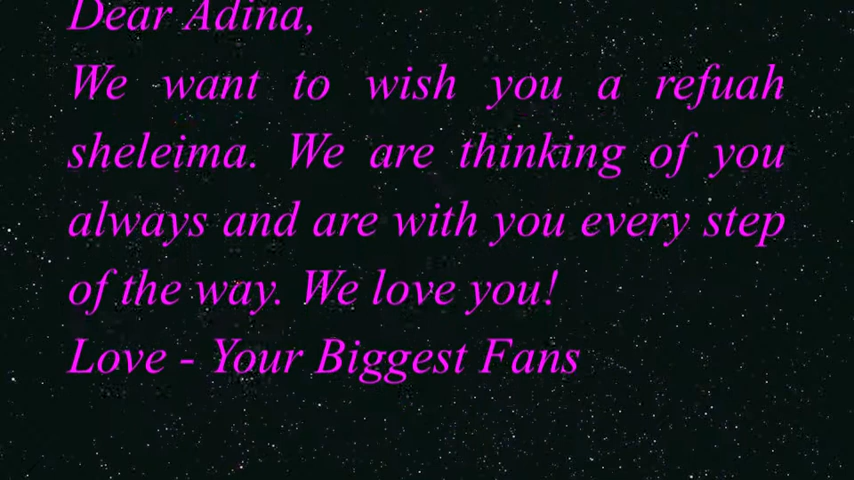 Dear Adina,
We want to wish you a refuah
sheleima. We are thinking of you
always and are with you every step
of the way. We love you!
Love - Your Biggest Fans